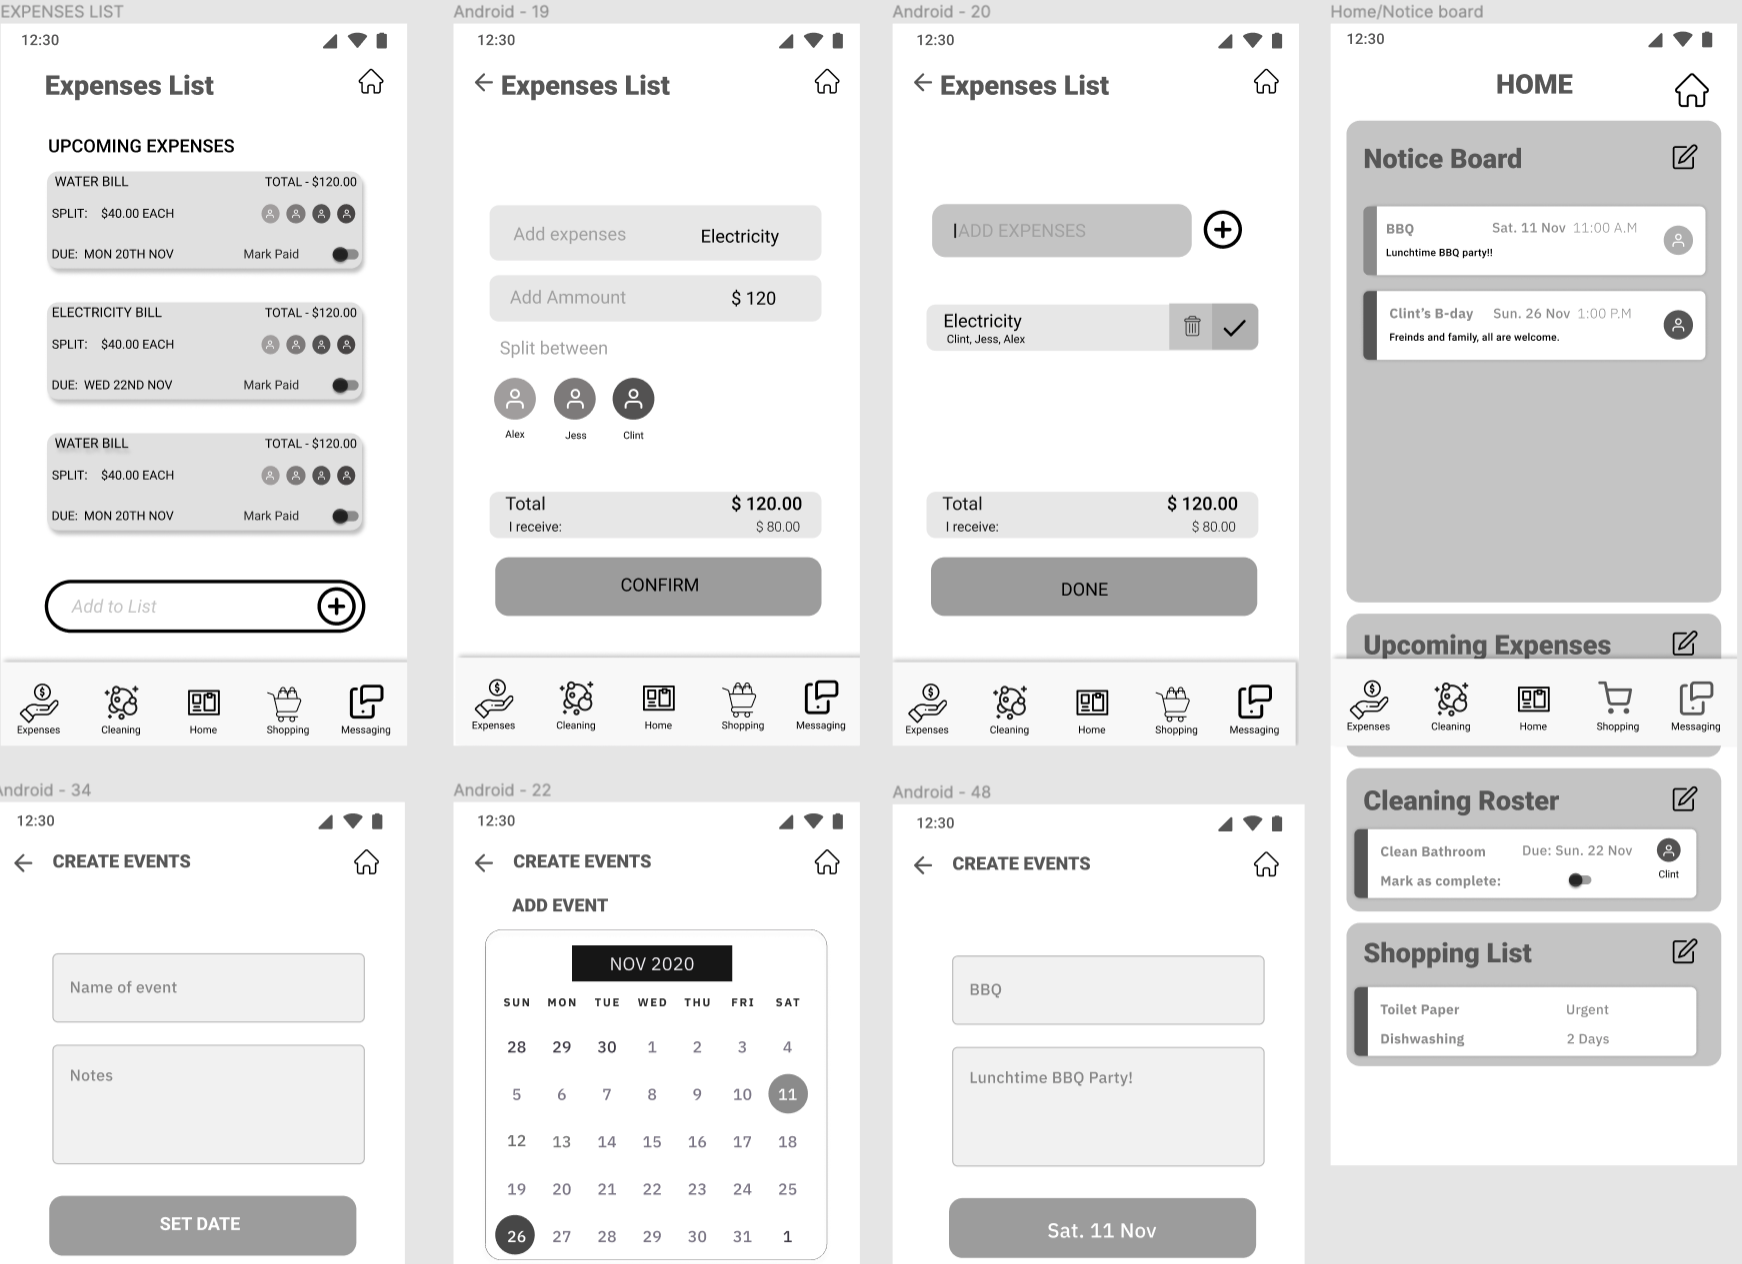 EXPENSES LIST
12:30
Expenses List
UPCOMING EXPENSES
WATER BILL TOTAL - $120.00
SPLIT: $40.00 EACH
DUE: MON 20TH NOV Mark Paid
ELECTRICITY BILL TOTAL - $120.00
SPLIT: $40.00 EACH
DUE: WED 22ND NOV Mark Paid
WATER BILL TOTAL - $120.00
SPLIT: $40.00 EACH
DUE: MON 20TH NOV Mark Paid
Add to List
Expenses Cleaning Home Shopping Messaging
Android - 19
12:30
Expenses List
Add expenses Electricity
Add Ammount $ 120
Split between
Alex Jess Clint
Total $ 120.00
I receive: $ 80.00
CONFIRM
Expenses Cleaning Home Shopping Messaging
Android - 20
12:30
Expenses List
ADD EXPENSES
Electricity
Clint, Jess, Alex
Total $ 120.00
I receive: $ 80.00
DONE
Expenses Cleaning Home Shopping Messaging
Home/Notice board
12:30
HOME
Notice Board
BBQ Sat. 11 Nov 11:00 A.M
Lunchtime BBQ party!!
Clint's B-day Sun. 26 Nov 1:00 P.M
Freinds and family, all are welcome.
Upcoming Expenses
Expenses Cleaning Home Shopping Messaging
Cleaning Roster
Clean Bathroom Due: Sun. 22 Nov
Clint
Mark as complete:
Shopping List
Toilet Paper Urgent
Dishwashing 2 Days
Android - 34
12:30
CREATE EVENTS
Name of event
Notes
SET DATE
Android - 22
12:30
CREATE EVENTS
ADD EVENT
NOV 2020
SUN MON TUE WED THU FRI SAT
28 29 30 1 2 3 4
5 6 7 8 9 10 11
12 13 14 15 16 17 18
19 20 21 22 23 24 25
26 27 28 29 30 31 1
Android - 48
12:30
CREATE EVENTS
BBQ
Lunchtime BBQ Party!
Sat. 11 Nov